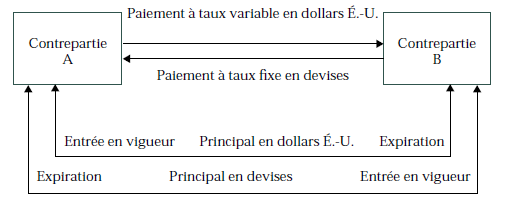 Paiement à taux variable en dollars É.-U.
Contrepartie
A
Contrepartie
B
Paiement à taux fixe en devises
Entrée en vigueur Principal en dollars É.-U. Expiration
Expiration Principal en devises Entrée en vigueur